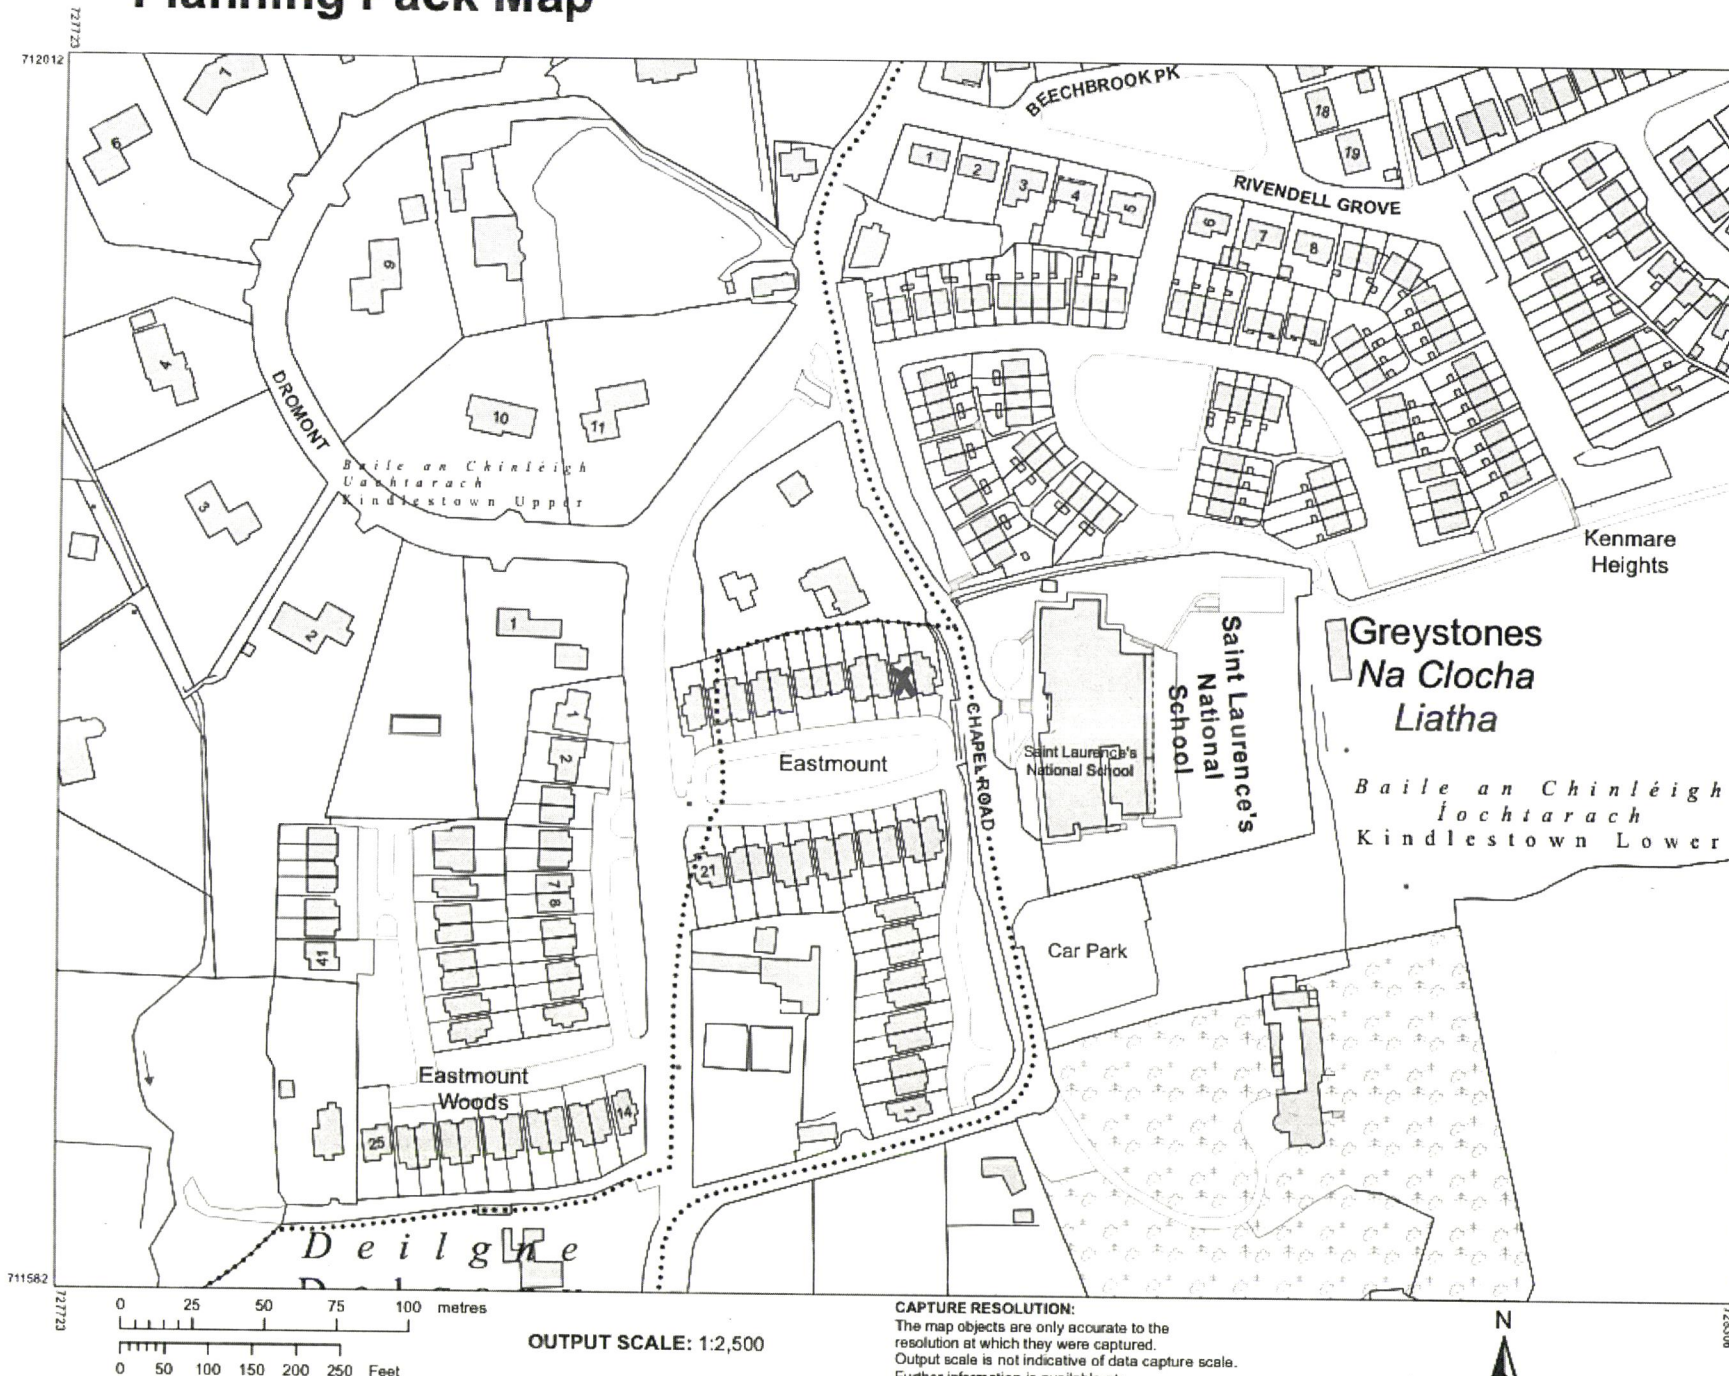 Planning Pack Map
727723
712012
1
6
BEECHBROOK PK
18
19
1
2
3
4
5
RIVENDELL GROVE
6
7
8
9
4
DROMONT
10
11
Baile an Chinléigh
Uachtarach
Kindlestown Upper
3
Kenmare
Heights
2
1
Greystones
Na Clocha
Liatha
Saint Laurence's
National
School
X
1
2
CHAPEL ROAD
Eastmount
Saint Laurence's
National School
Baile an Chinléigh
Íochtarach
Kindlestown Lower
21
7
8
41
Car Park
Eastmount
Woods
14
25
1
Deilgne
711582
727723
0 25 50 75 100 metres
0 50 100 150 200 250 Feet
OUTPUT SCALE: 1:2,500
CAPTURE RESOLUTION:
The map objects are only accurate to the
resolution at which they were captured.
Output scale is not indicative of data capture scale.
N